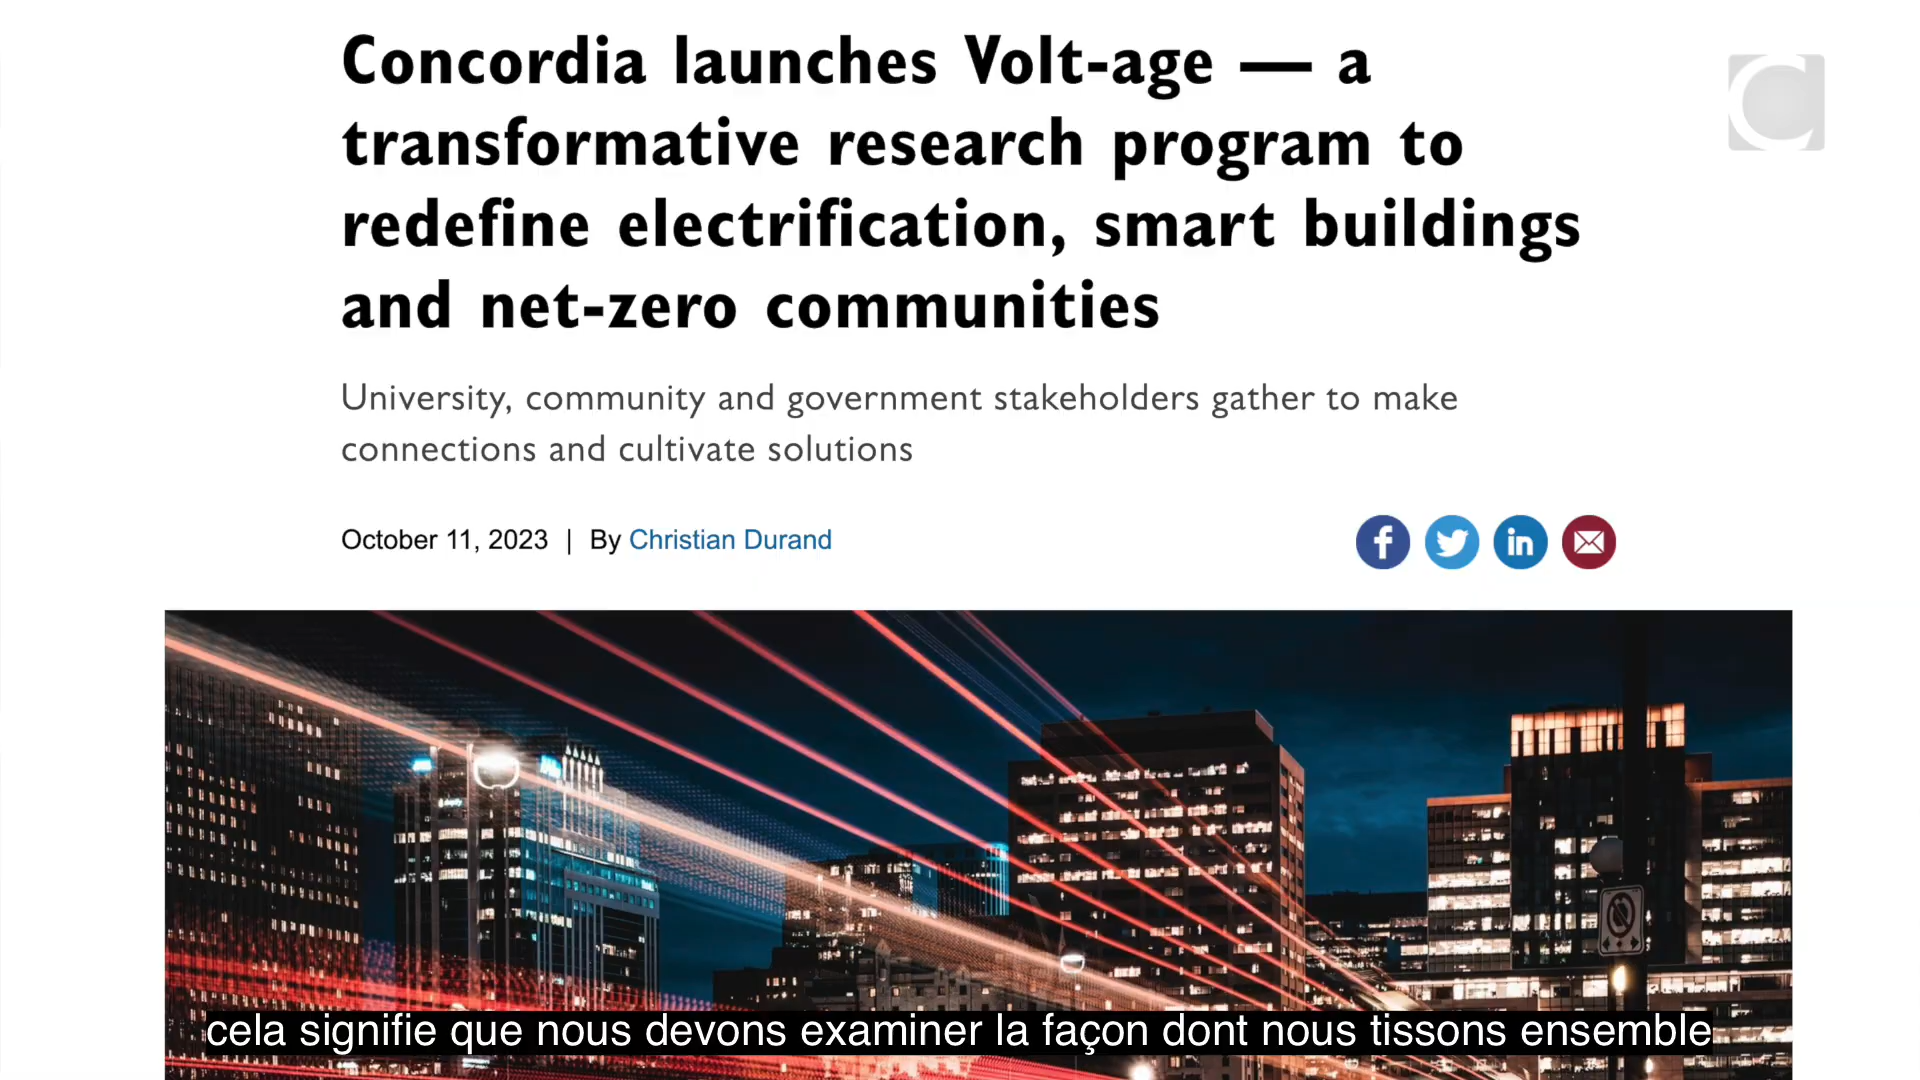 Concordia launches Volt-age — a
transformative research program to
redefine electrification, smart buildings
and net-zero communities
University, community and government stakeholders gather to make
connections and cultivate solutions
October 11, 2023 | By Christian Durand
cela signifie que nous devons examiner la façon dont nous tissons ensemble